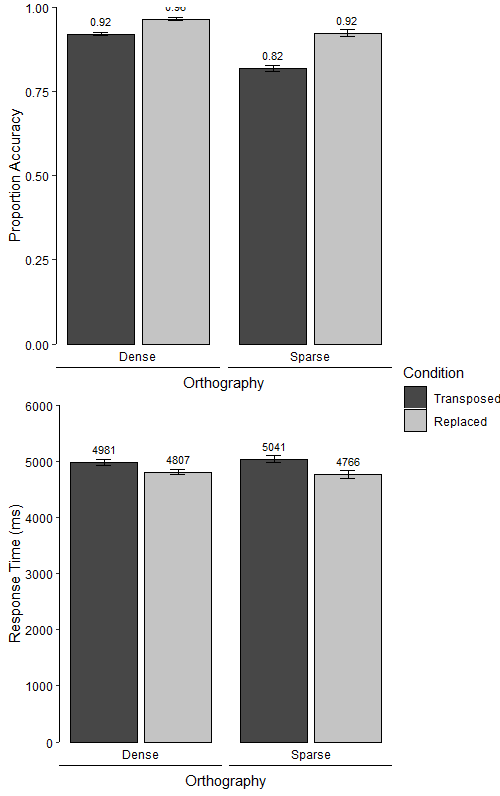 1.00
0.92
0.96
0.82
0.92
0.75
0.50
0.25
0.00
Proportion Accuracy
Dense
Sparse
Orthography
Condition
Transposed
Replaced
6000
5000
4000
3000
2000
1000
0
4981
4807
5041
4766
Response Time (ms)
Dense
Sparse
Orthography